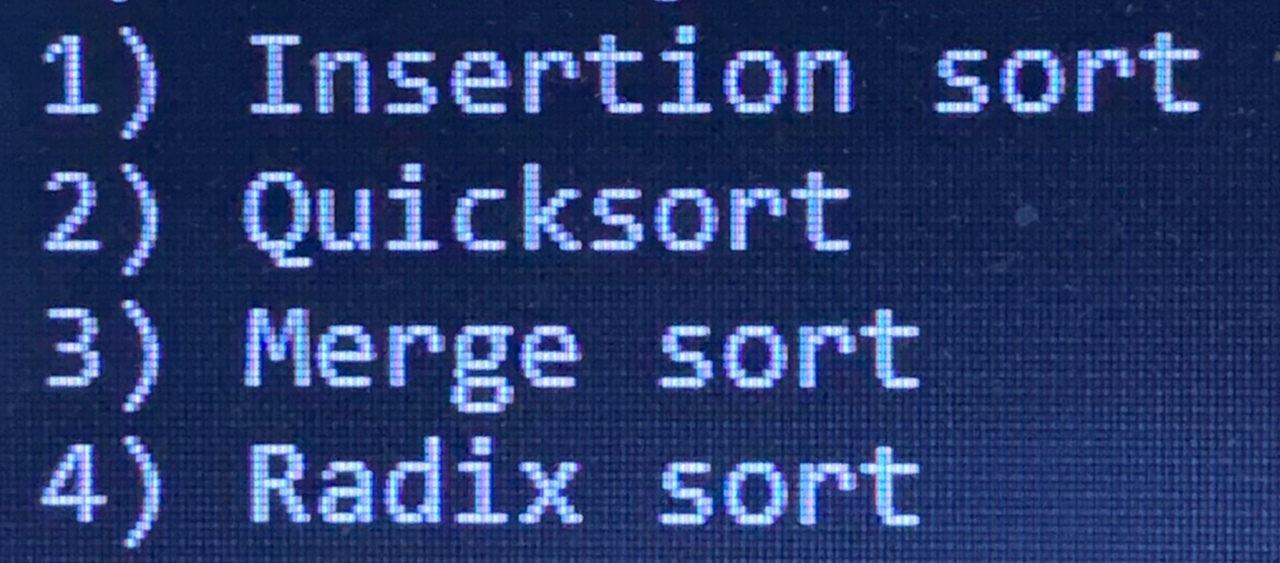 1) Insertion sort
2) Quicksort
3) Merge sort
4) Radix sort